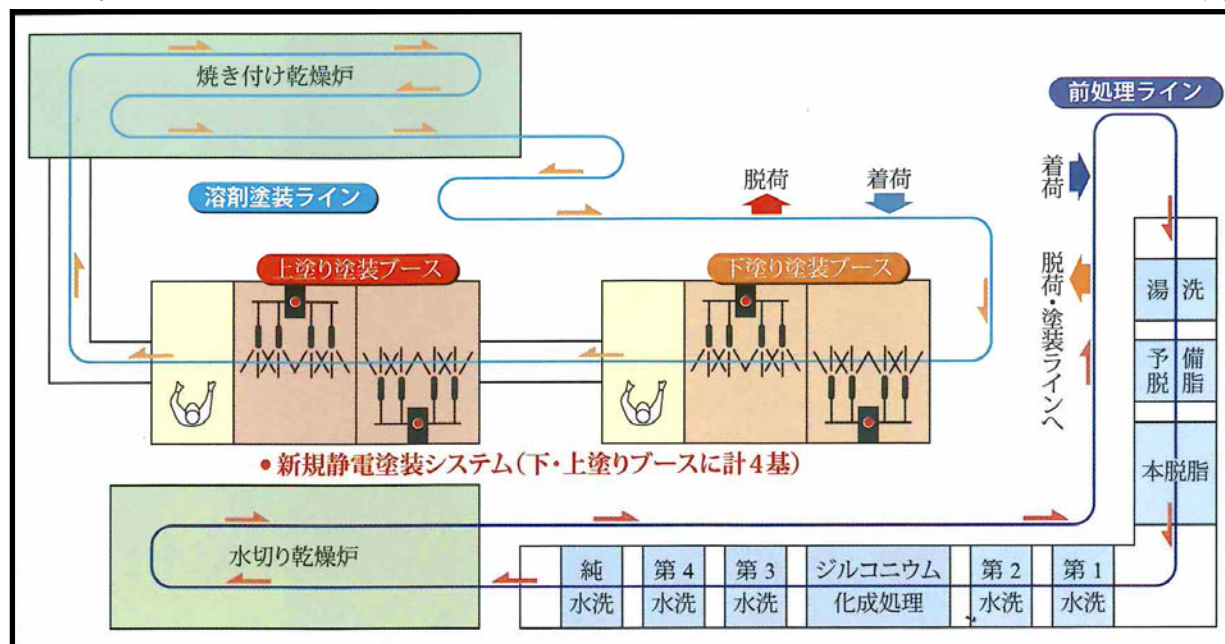 焼き付け乾燥炉
前処理ライン
溶剤塗装ライン
脱荷
着荷
着荷
上塗り塗装ブース
下塗り塗装ブース
脱荷・塗装ラインへ
湯洗
予備
脱脂
本脱脂
●新規静電塗装システム(下・上塗りブースに計4基)
水切り乾燥炉
純
水洗
第4
水洗
第3
水洗
ジルコニウム
化成処理
第2
水洗
第1
水洗